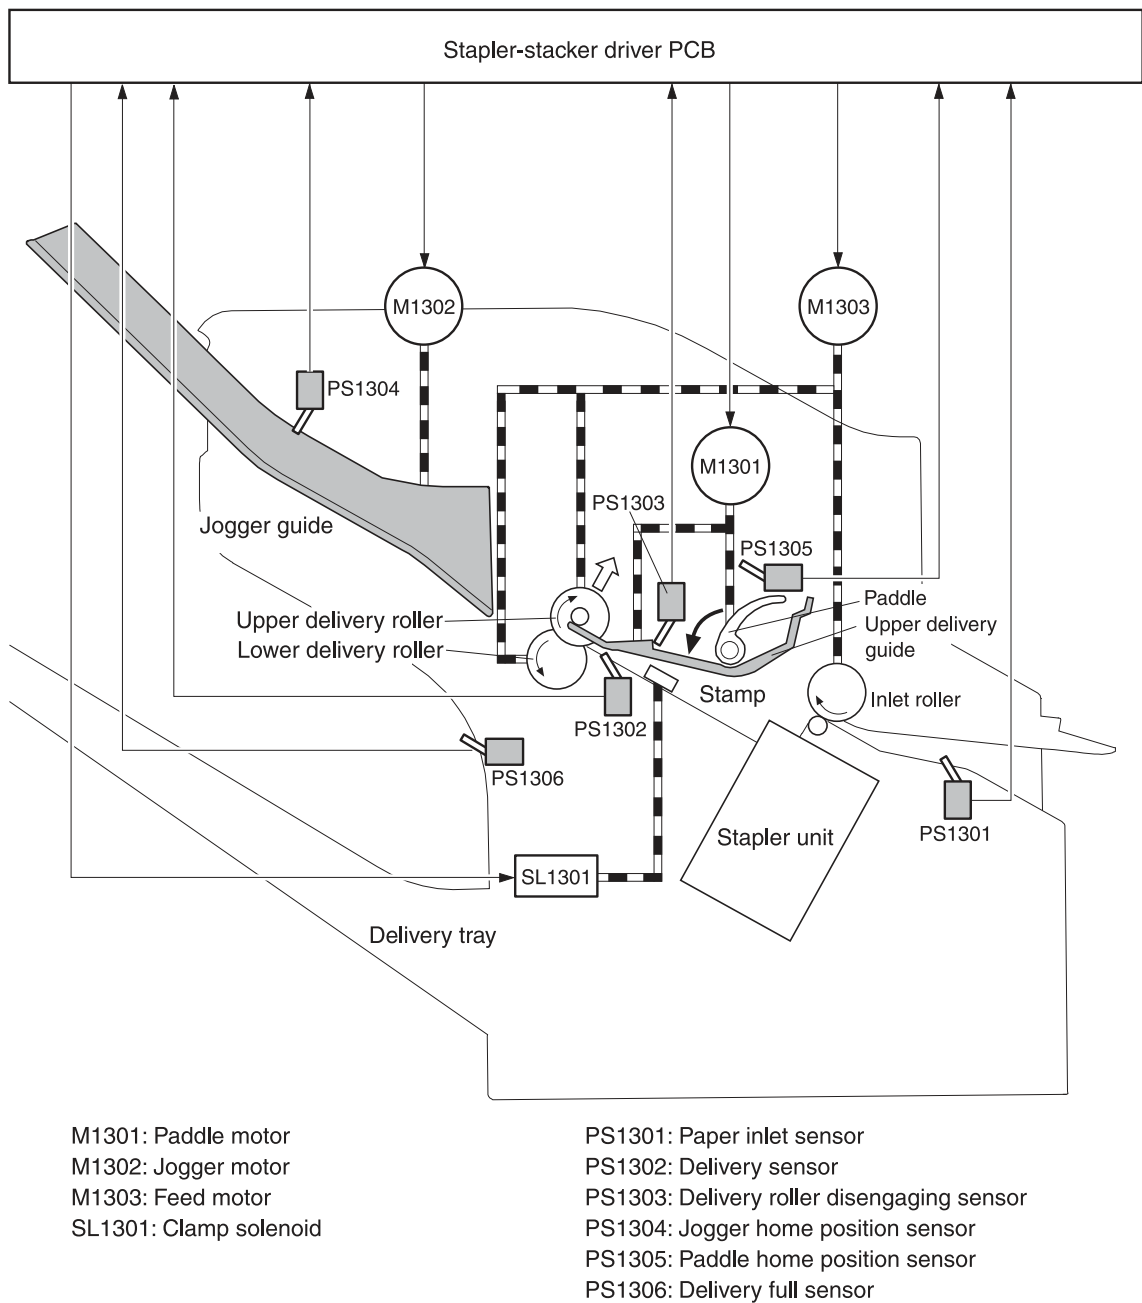 Stapler-stacker driver PCB
M1302
M1303
PS1304
M1301
PS1303
Jogger guide
PS1305
Paddle
Upper delivery roller
Upper delivery
guide
Lower delivery roller
Stamp
Inlet roller
PS1302
PS1306
PS1301
Stapler unit
SL1301
Delivery tray
M1301: Paddle motor
M1302: Jogger motor
M1303: Feed motor
SL1301: Clamp solenoid
PS1301: Paper inlet sensor
PS1302: Delivery sensor
PS1303: Delivery roller disengaging sensor
PS1304: Jogger home position sensor
PS1305: Paddle home position sensor
PS1306: Delivery full sensor